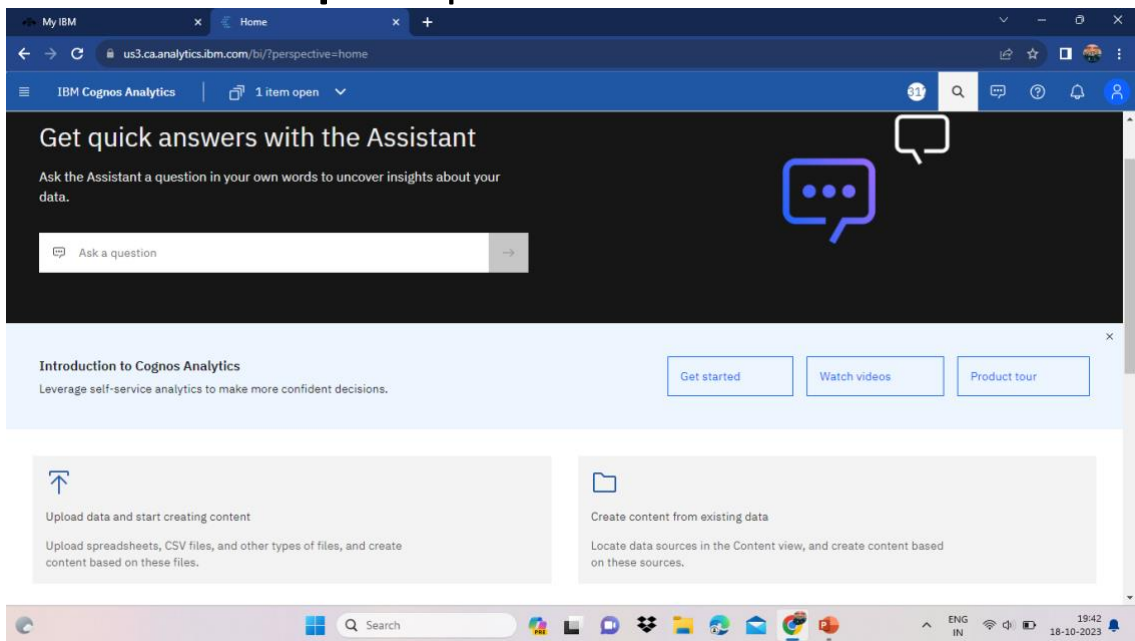 My IBM
Home
us3.ca.analytics.ibm.com/bi/?perspective=home
IBM Cognos Analytics
1 item open
31
Get quick answers with the Assistant
Ask the Assistant a question in your own words to uncover insights about your
data.
Ask a question
Introduction to Cognos Analytics
Leverage self-service analytics to make more confident decisions.
Get started
Watch videos
Product tour
Upload data and start creating content
Upload spreadsheets, CSV files, and other types of files, and create
content based on these files.
Create content from existing data
Locate data sources in the Content view, and create content based
on these sources.
Search
PRE
ENG
IN
19:42
18-10-2023